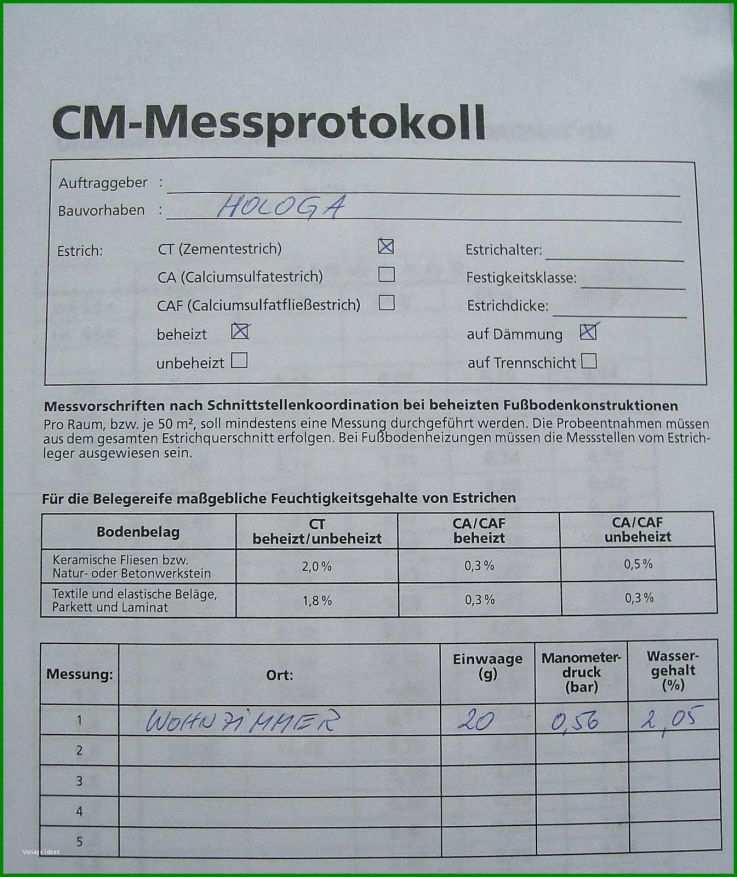 CM-Messprotokoll
Auftraggeber :
Bauvorhaben : HOLOGA
Estrich: CT (Zementestrich) ☒ Estrichalter:
CA (Calciumsulfatestrich) ☐ Festigkeitsklasse:
CAF (Calciumsulfatfließestrich) ☐ Estrichdicke:
beheizt ☒ auf Dämmung ☒
unbeheizt ☐ auf Trennschicht ☐
Messvorschriften nach Schnittstellenkoordination bei beheizten Fußbodenkonstruktionen
Pro Raum, bzw. je 50 m², soll mindestens eine Messung durchgeführt werden. Die Probeentnahmen müssen
aus dem gesamten Estrichquerschnitt erfolgen. Bei Fußbodenheizungen müssen die Messstellen vom Estrich-
leger ausgewiesen sein.
Für die Belegereife maßgebliche Feuchtigkeitsgehalte von Estrichen
Bodenbelag CT beheizt/unbeheizt CA/CAF beheizt CA/CAF unbeheizt
Keramische Fliesen bzw.
Natur- oder Betonwerkstein 2,0 % 0,3 % 0,5 %
Textile und elastische Beläge,
Parkett und Laminat 1,8 % 0,3 % 0,3 %
Messung: Ort: Einwaage (g) Manometer-druck (bar) Wasser-gehalt (%)
1 WOHNZIMMER 20 0,56 2,05
2
3
4
5